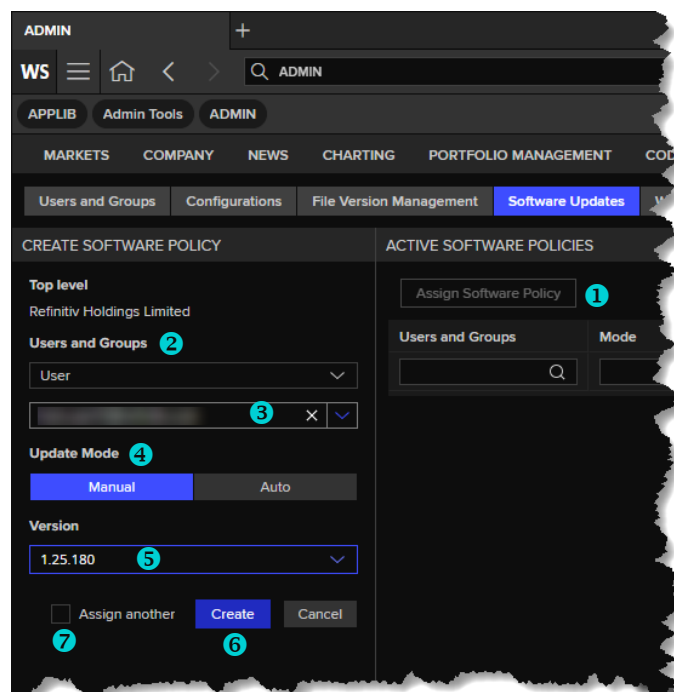 ADMIN +
WS ADMIN
APPLIB Admin Tools ADMIN
MARKETS COMPANY NEWS CHARTING PORTFOLIO MANAGEMENT COD
Users and Groups Configurations File Version Management Software Updates
CREATE SOFTWARE POLICY
Top level
Refinitiv Holdings Limited
Users and Groups 2
User
3
Update Mode 4
Manual Auto
Version
1.25.180 5
Assign another Create Cancel
7 6
ACTIVE SOFTWARE POLICIES
Assign Software Policy 1
Users and Groups Mode